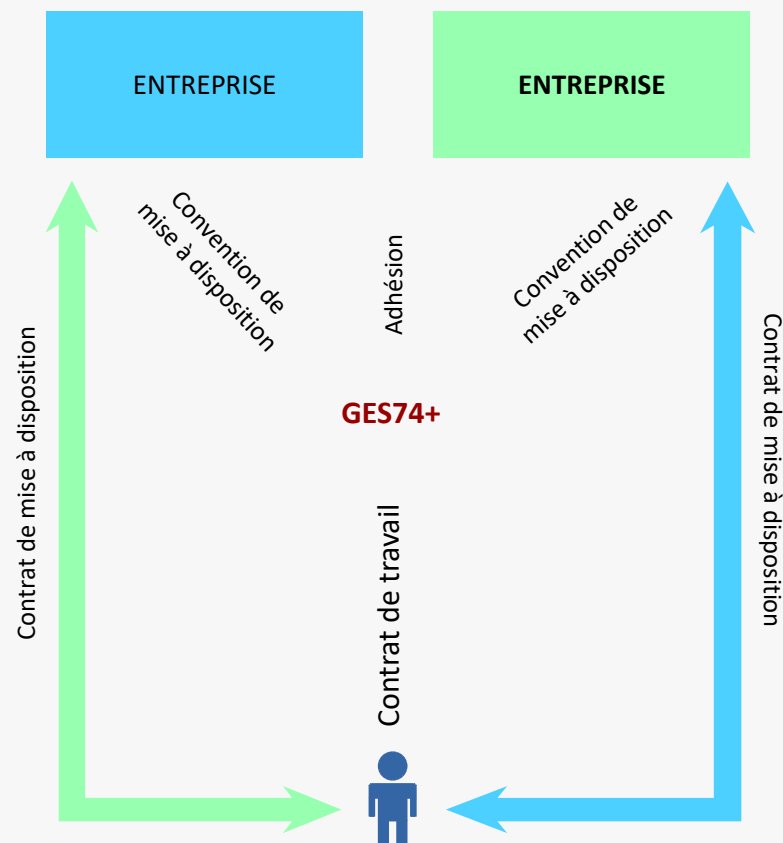 ENTREPRISE
ENTREPRISE
Convention de
mise à disposition
Adhésion
Convention de
mise à disposition
Contrat de mise à disposition
GES74+
Contrat de mise à disposition
Contrat de travail